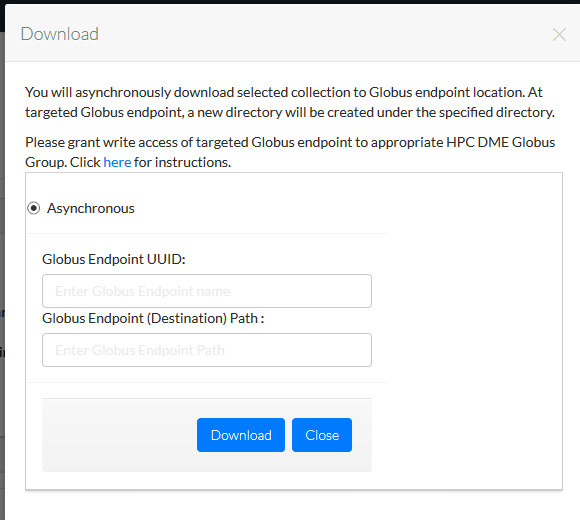 Download
You will asynchronously download selected collection to Globus endpoint location. At
targeted Globus endpoint, a new directory will be created under the specified directory.
Please grant write access of targeted Globus endpoint to appropriate HPC DME Globus
Group. Click here for instructions.
Asynchronous
Globus Endpoint UUID:
Enter Globus Endpoint name
Globus Endpoint (Destination) Path :
Enter Globus Endpoint Path
Download Close